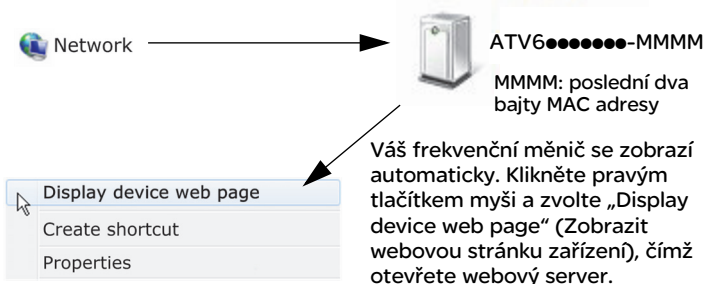 Network
ATV6●●●●●●●-MMMM
MMMM: poslední dva
bajty MAC adresy
Váš frekvenční měnič se zobrazí
automaticky. Klikněte pravým
tlačítkem myši a zvolte „Display
device web page“ (Zobrazit
webovou stránku zařízení), čímž
otevřete webový server.
Display device web page
Create shortcut
Properties